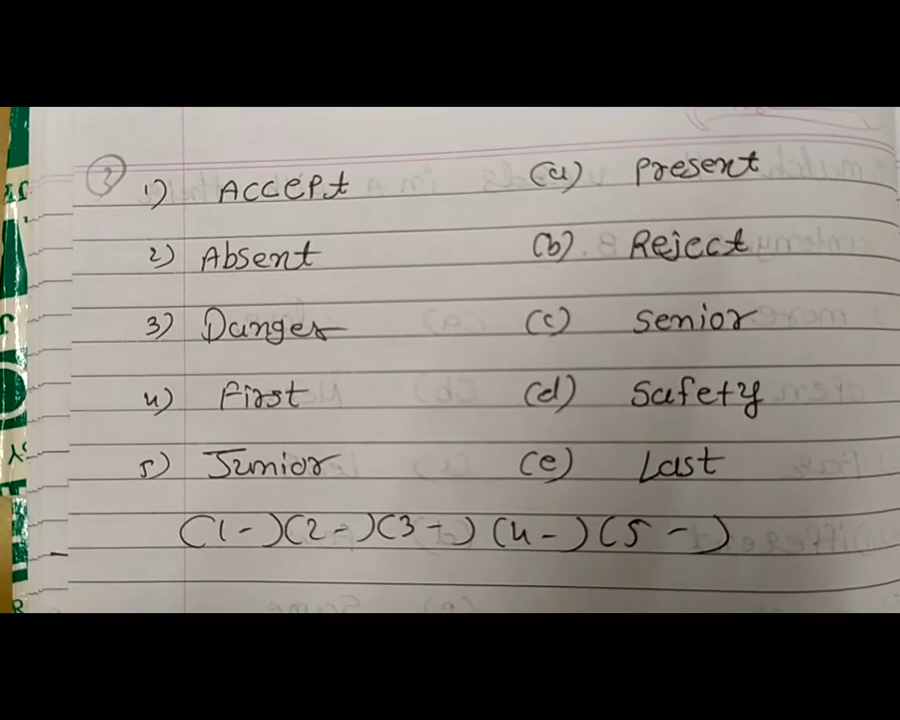 3
1) Accept (a) Present
2) Absent (b) Reject
3) Danger (c) Senior
4) First (d) Safety
5) Junior (e) Last
(1-)(2-)(3-)(4-)(5-)